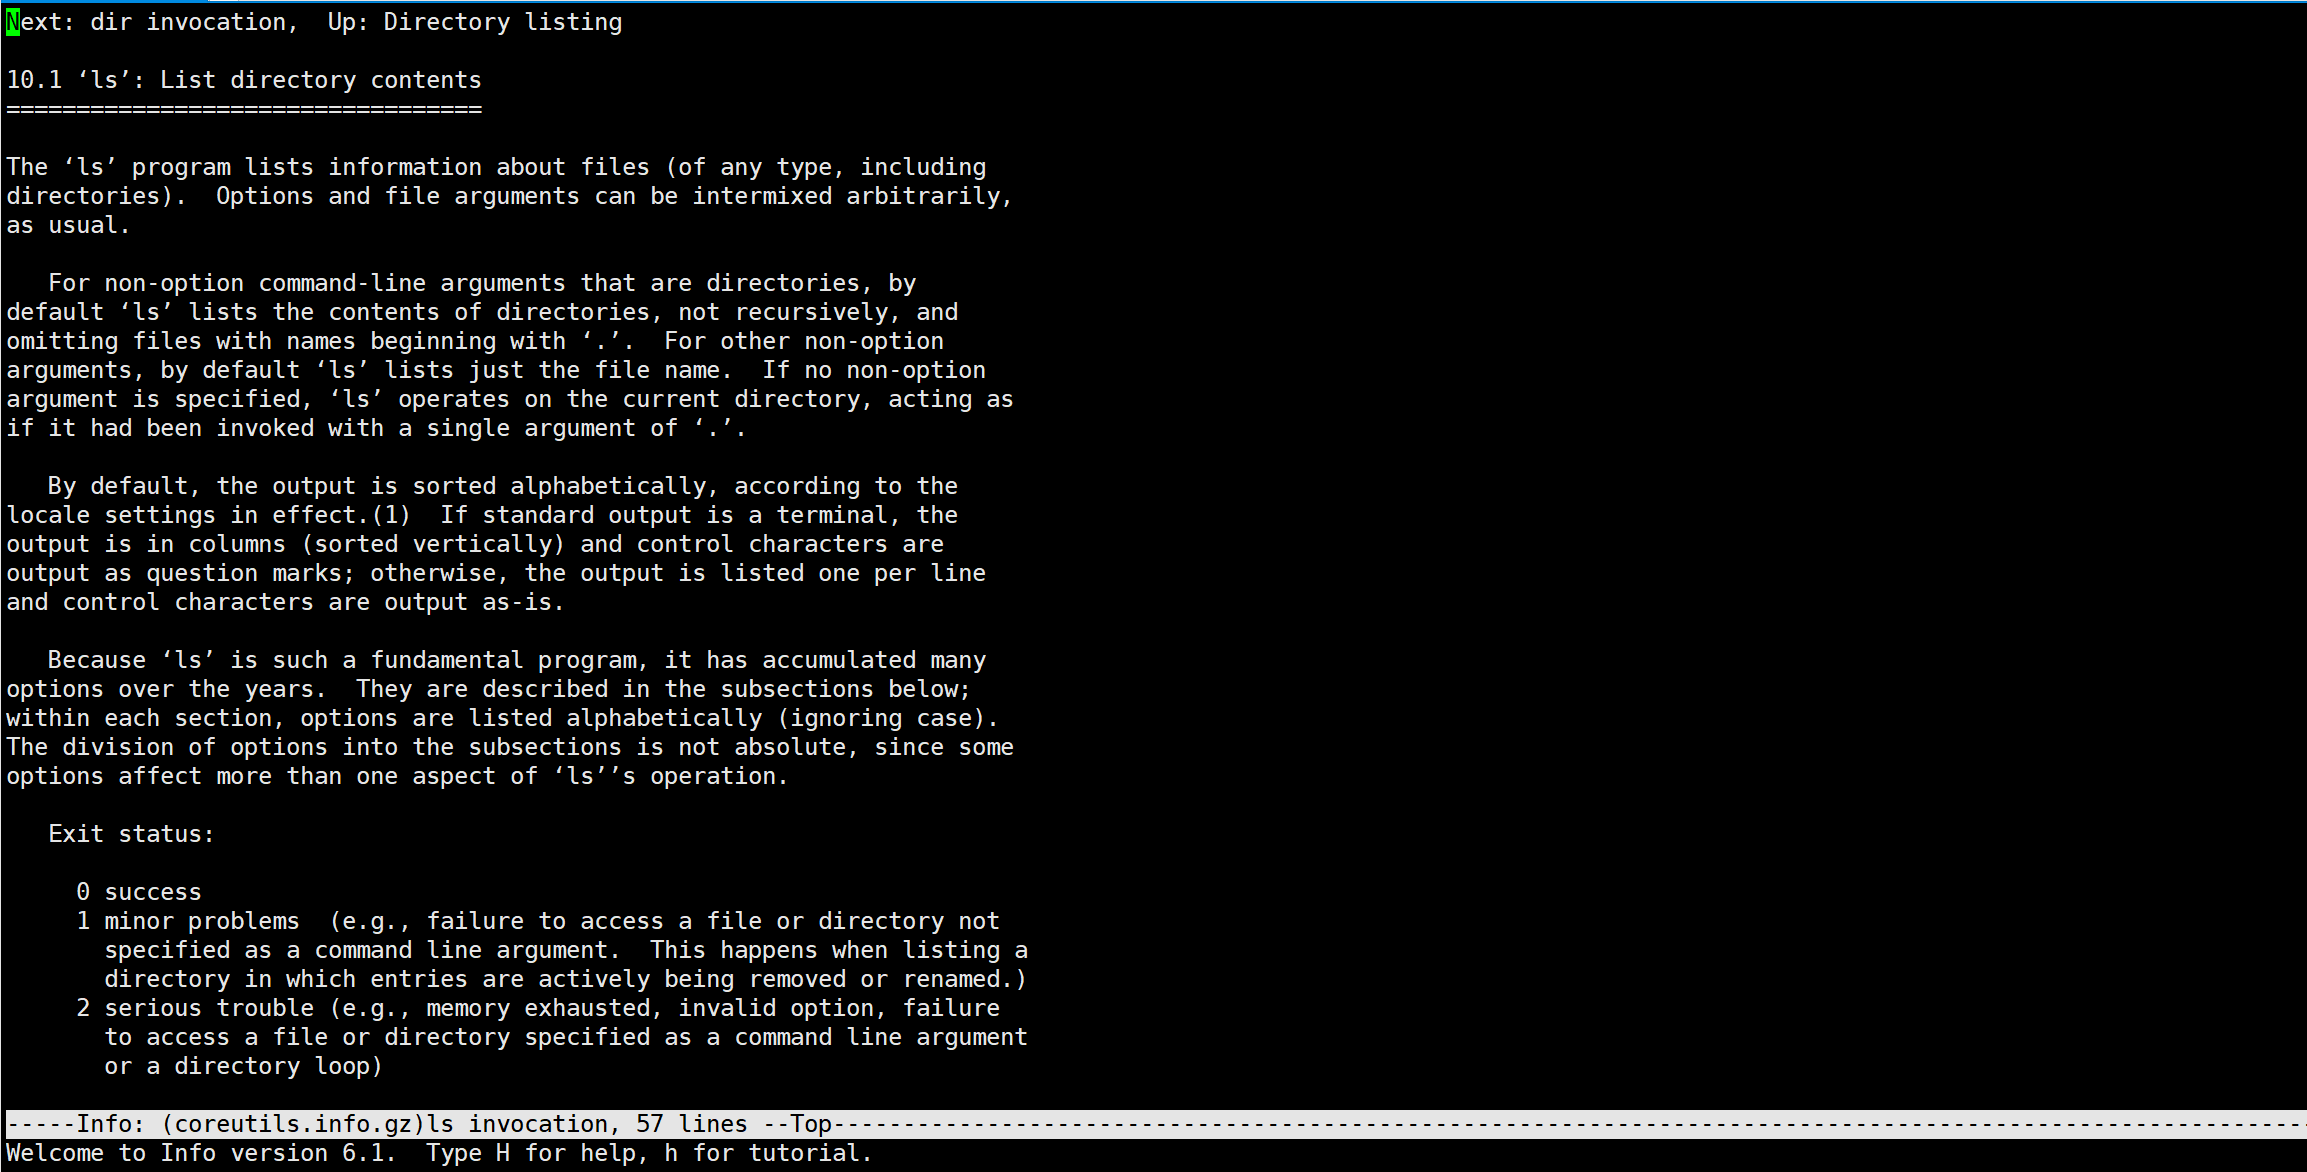 Next: dir invocation,  Up: Directory listing
10.1 ‘ls’: List directory contents
==================================
The ‘ls’ program lists information about files (of any type, including
directories).  Options and file arguments can be intermixed arbitrarily,
as usual.
   For non-option command-line arguments that are directories, by
default ‘ls’ lists the contents of directories, not recursively, and
omitting files with names beginning with ‘.’.  For other non-option
arguments, by default ‘ls’ lists just the file name.  If no non-option
argument is specified, ‘ls’ operates on the current directory, acting as
if it had been invoked with a single argument of ‘.’.
   By default, the output is sorted alphabetically, according to the
locale settings in effect.(1)  If standard output is a terminal, the
output is in columns (sorted vertically) and control characters are
output as question marks; otherwise, the output is listed one per line
and control characters are output as-is.
   Because ‘ls’ is such a fundamental program, it has accumulated many
options over the years.  They are described in the subsections below;
within each section, options are listed alphabetically (ignoring case).
The division of options into the subsections is not absolute, since some
options affect more than one aspect of ‘ls’’s operation.
   Exit status:
     0 success
     1 minor problems  (e.g., failure to access a file or directory not
       specified as a command line argument.  This happens when listing a
       directory in which entries are actively being removed or renamed.)
     2 serious trouble (e.g., memory exhausted, invalid option, failure
       to access a file or directory specified as a command line argument
       or a directory loop)
-----Info: (coreutils.info.gz)ls invocation, 57 lines --Top----------------------------------------------------------------------------------------------------------
Welcome to Info version 6.1.  Type H for help, h for tutorial.